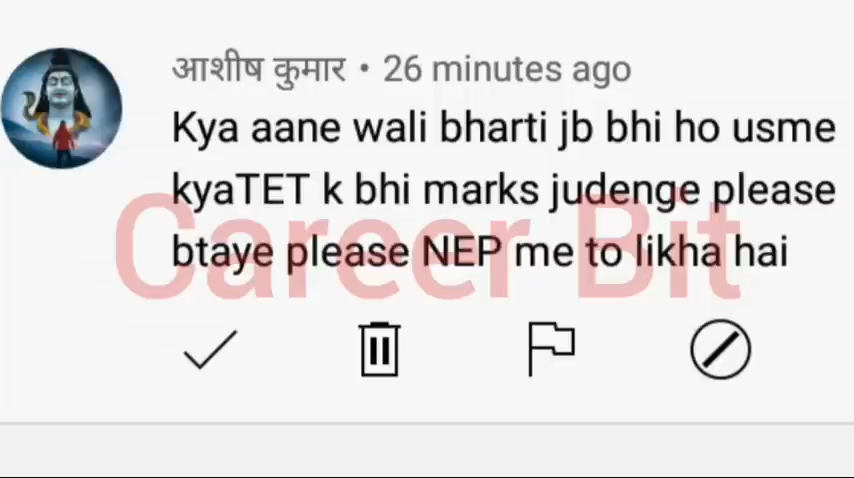 आशीष कुमार • 26 minutes ago
Kya aane wali bharti jb bhi ho usme
kyaTET k bhi marks judenge please
btaye please NEP me to likha hai
Career Bit